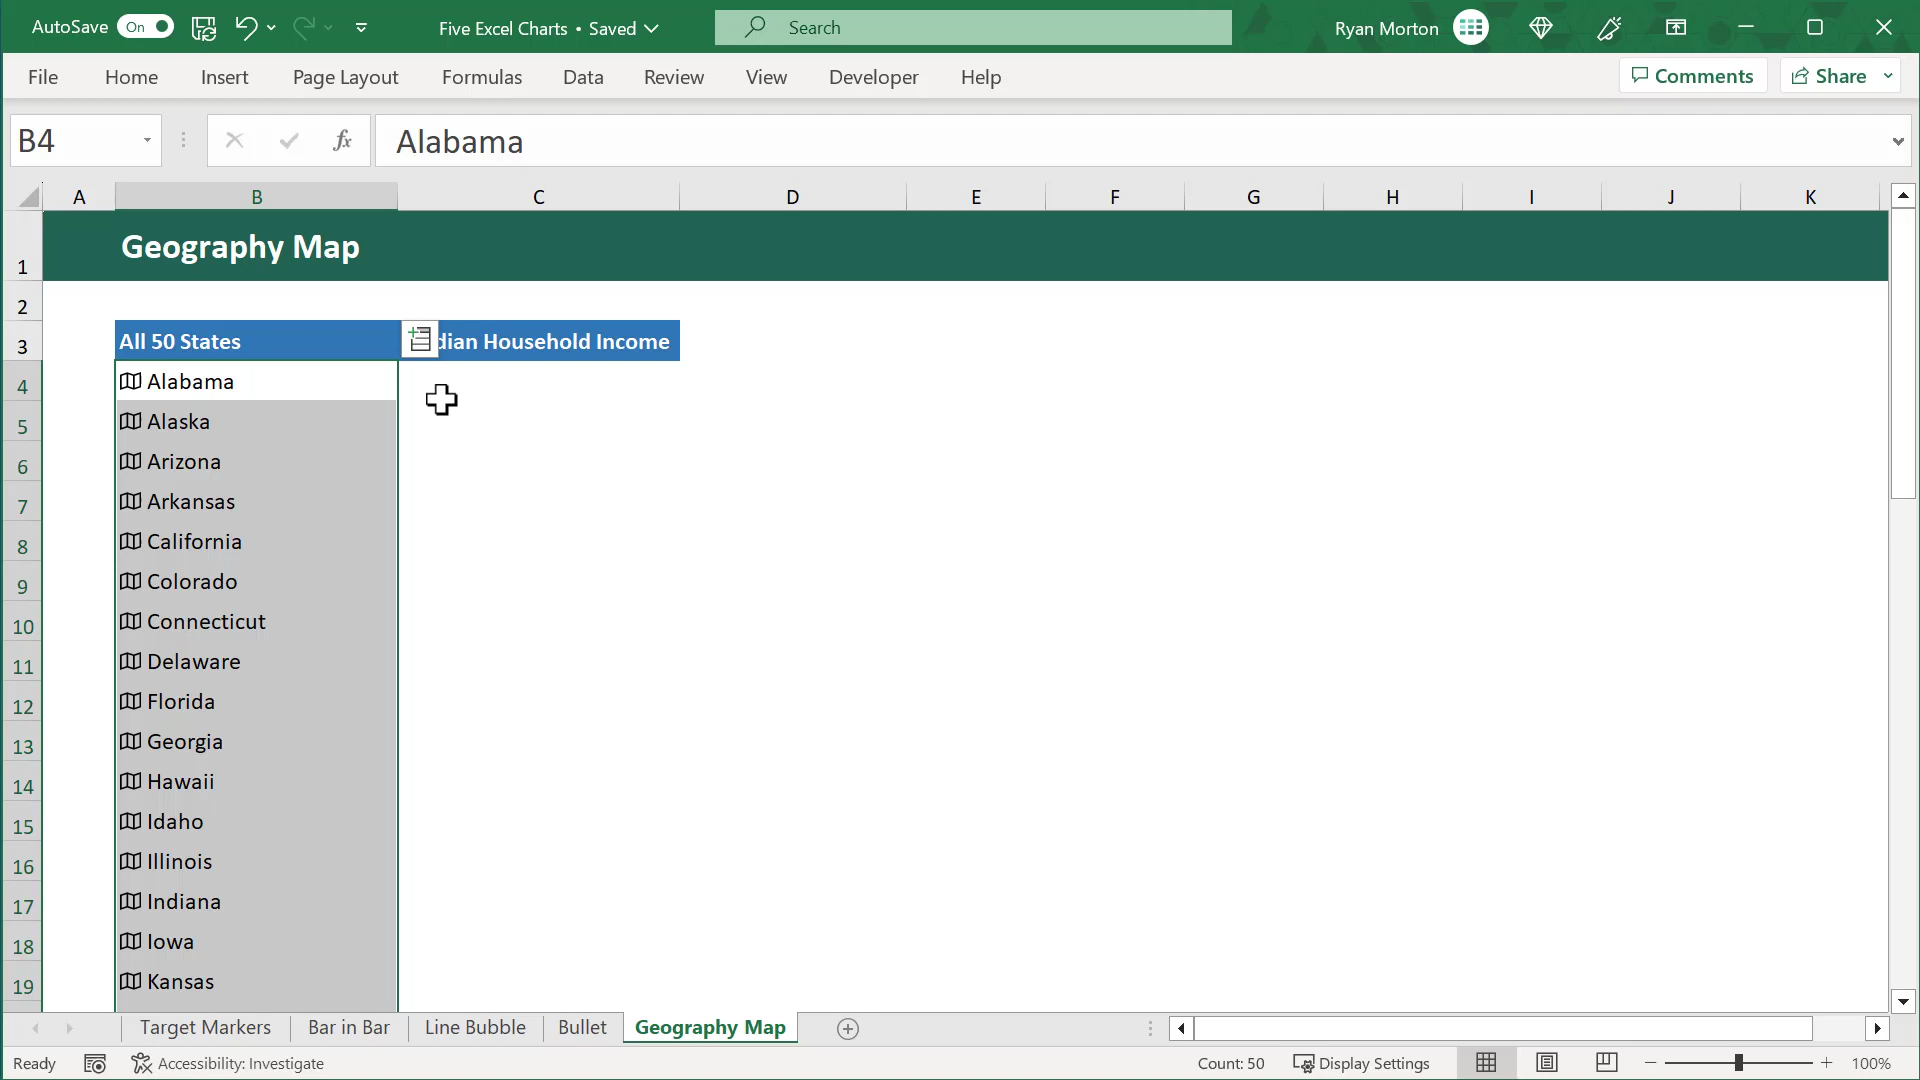 AutoSave On Five Excel Charts • Saved Search Ryan Morton
File Home Insert Page Layout Formulas Data Review View Developer Help Comments Share
B4 fx Alabama
A B C D E F G H I J K
1 Geography Map
2
3 All 50 States dian Household Income
4 Alabama
5 Alaska
6 Arizona
7 Arkansas
8 California
9 Colorado
10 Connecticut
11 Delaware
12 Florida
13 Georgia
14 Hawaii
15 Idaho
16 Illinois
17 Indiana
18 Iowa
19 Kansas
Target Markers Bar in Bar Line Bubble Bullet Geography Map
Ready Accessibility: Investigate Count: 50 Display Settings 100%